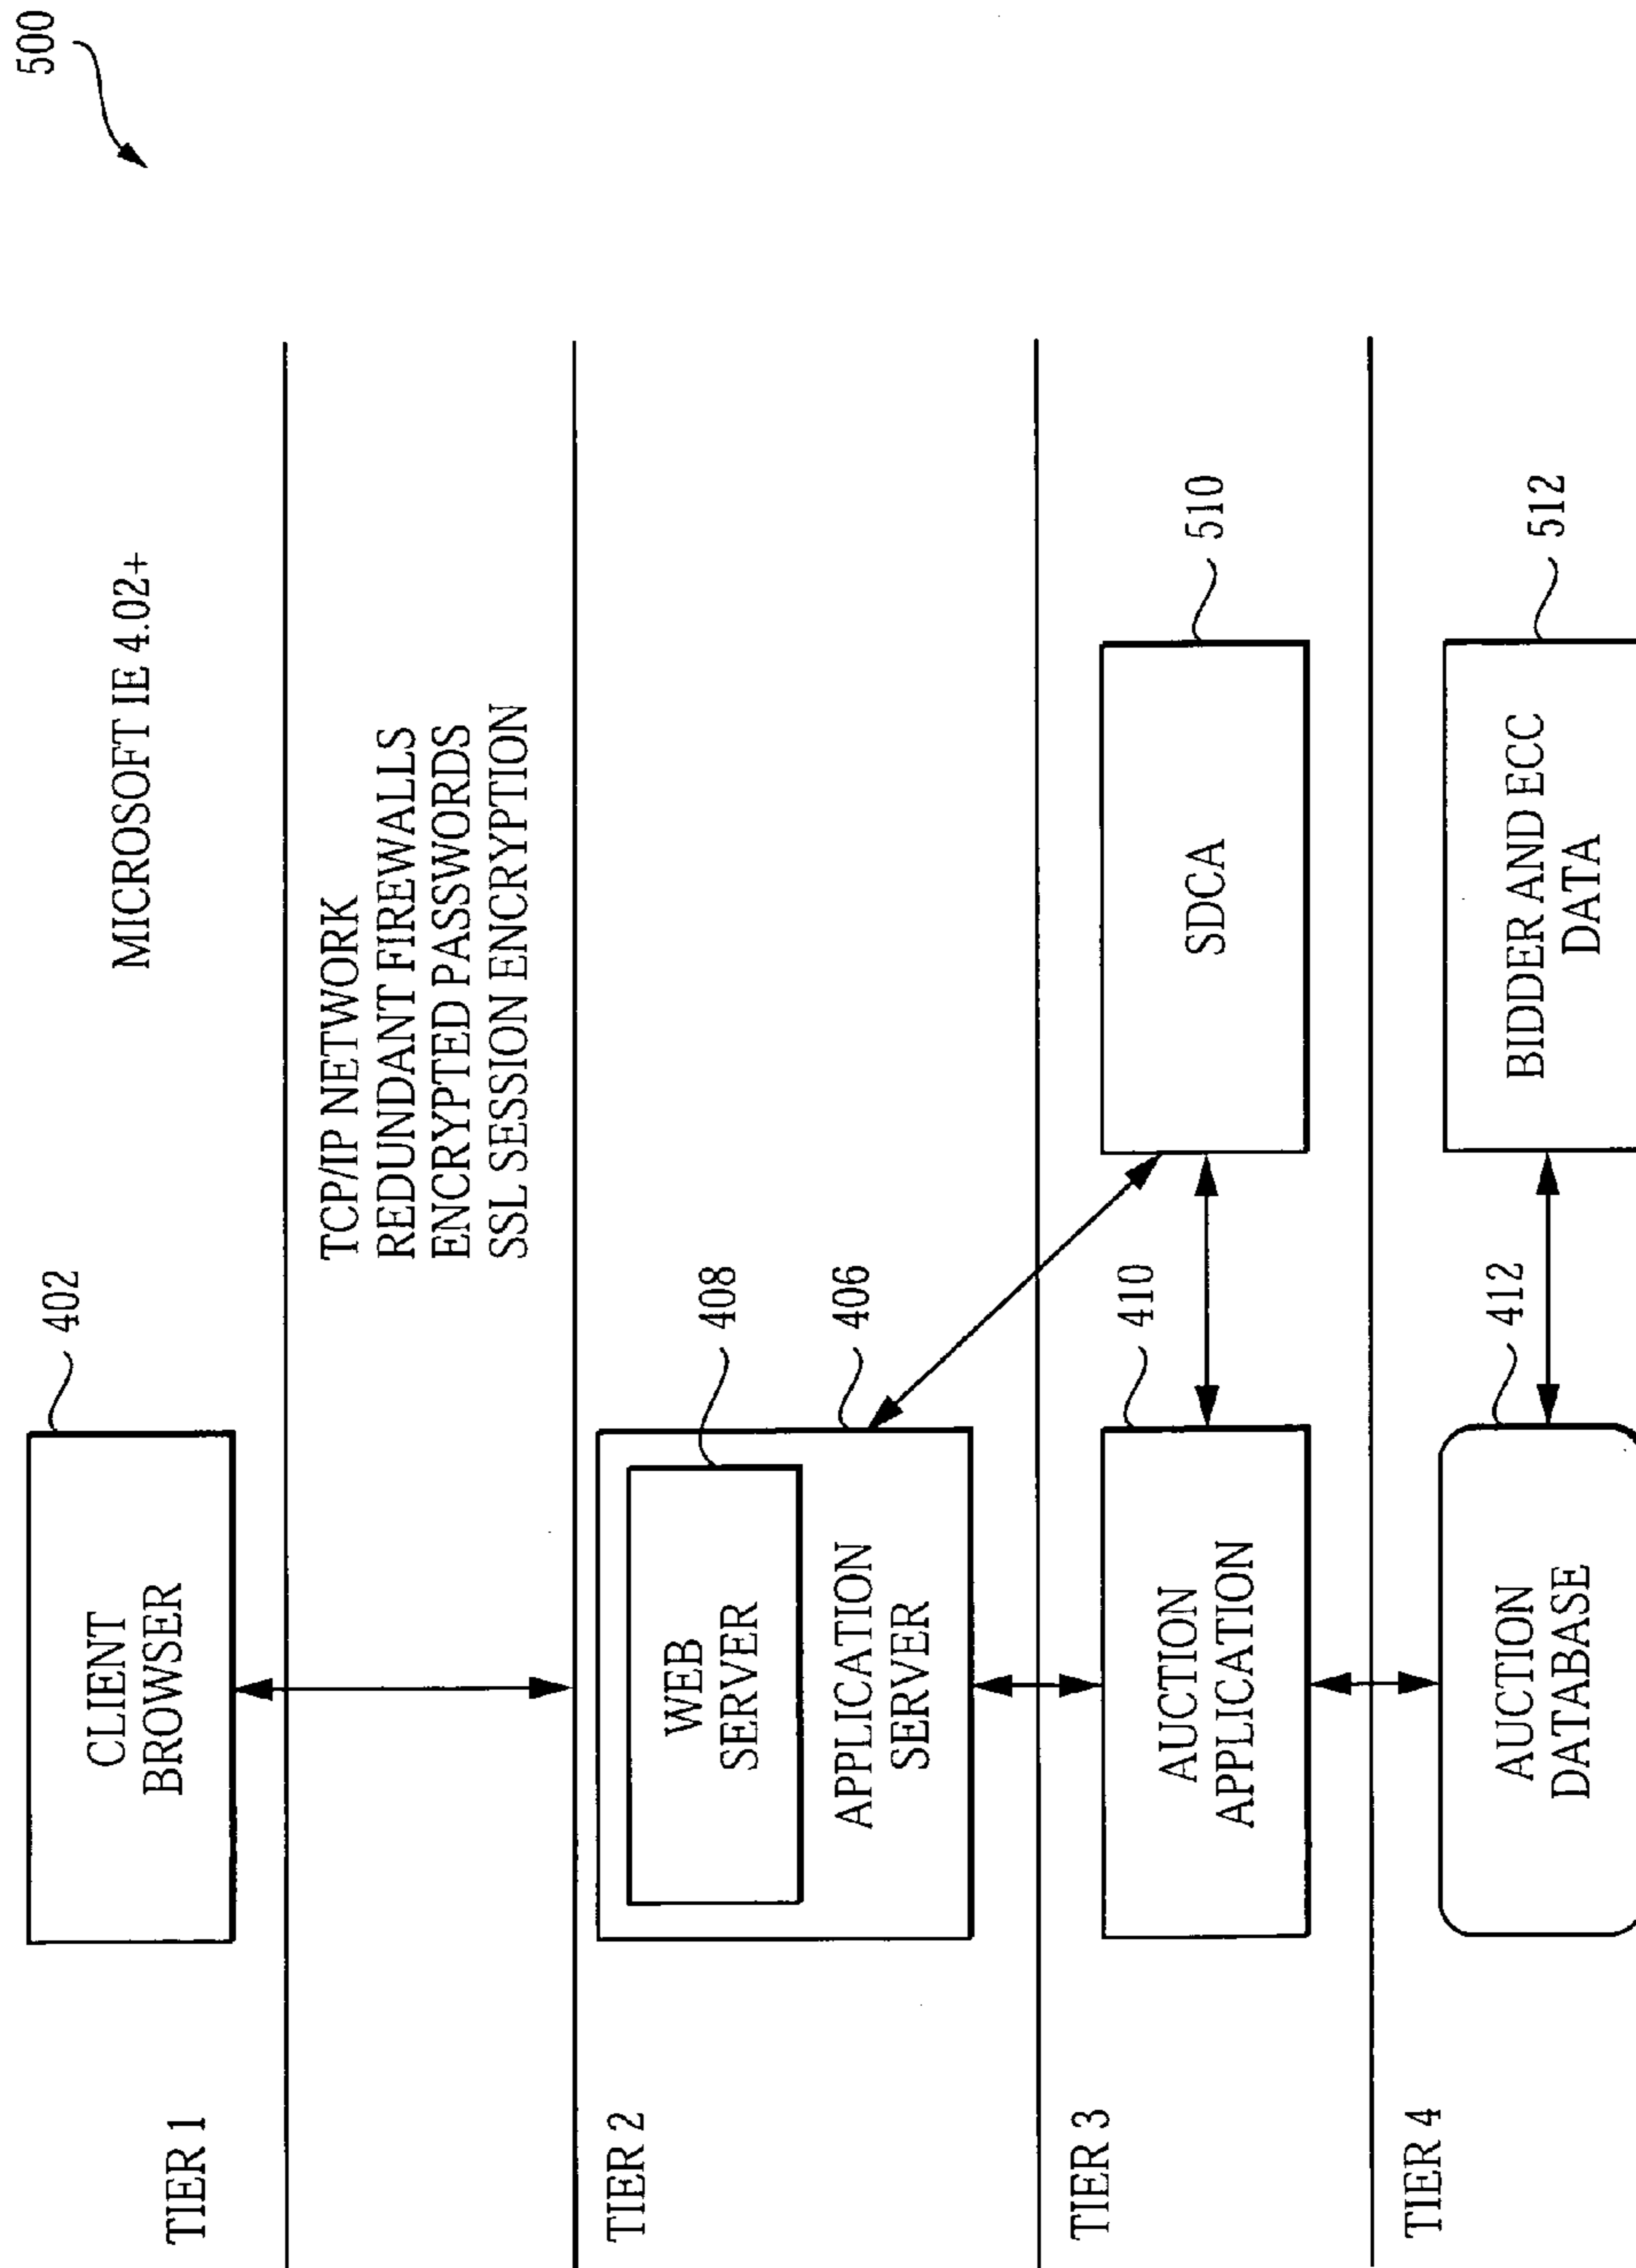 500
TIER 1
CLIENT
BROWSER
402
MICROSOFT IE 4.02+
TCP/IP NETWORK
REDUNDANT FIREWALLS
ENCRYPTED PASSWORDS
SSL SESSION ENCRYPTION
TIER 2
WEB
SERVER
408
APPLICATION
SERVER
406
TIER 3
AUCTION
APPLICATION
410
SDCA
510
TIER 4
AUCTION
DATABASE
412
BIDDER AND ECC
DATA
512